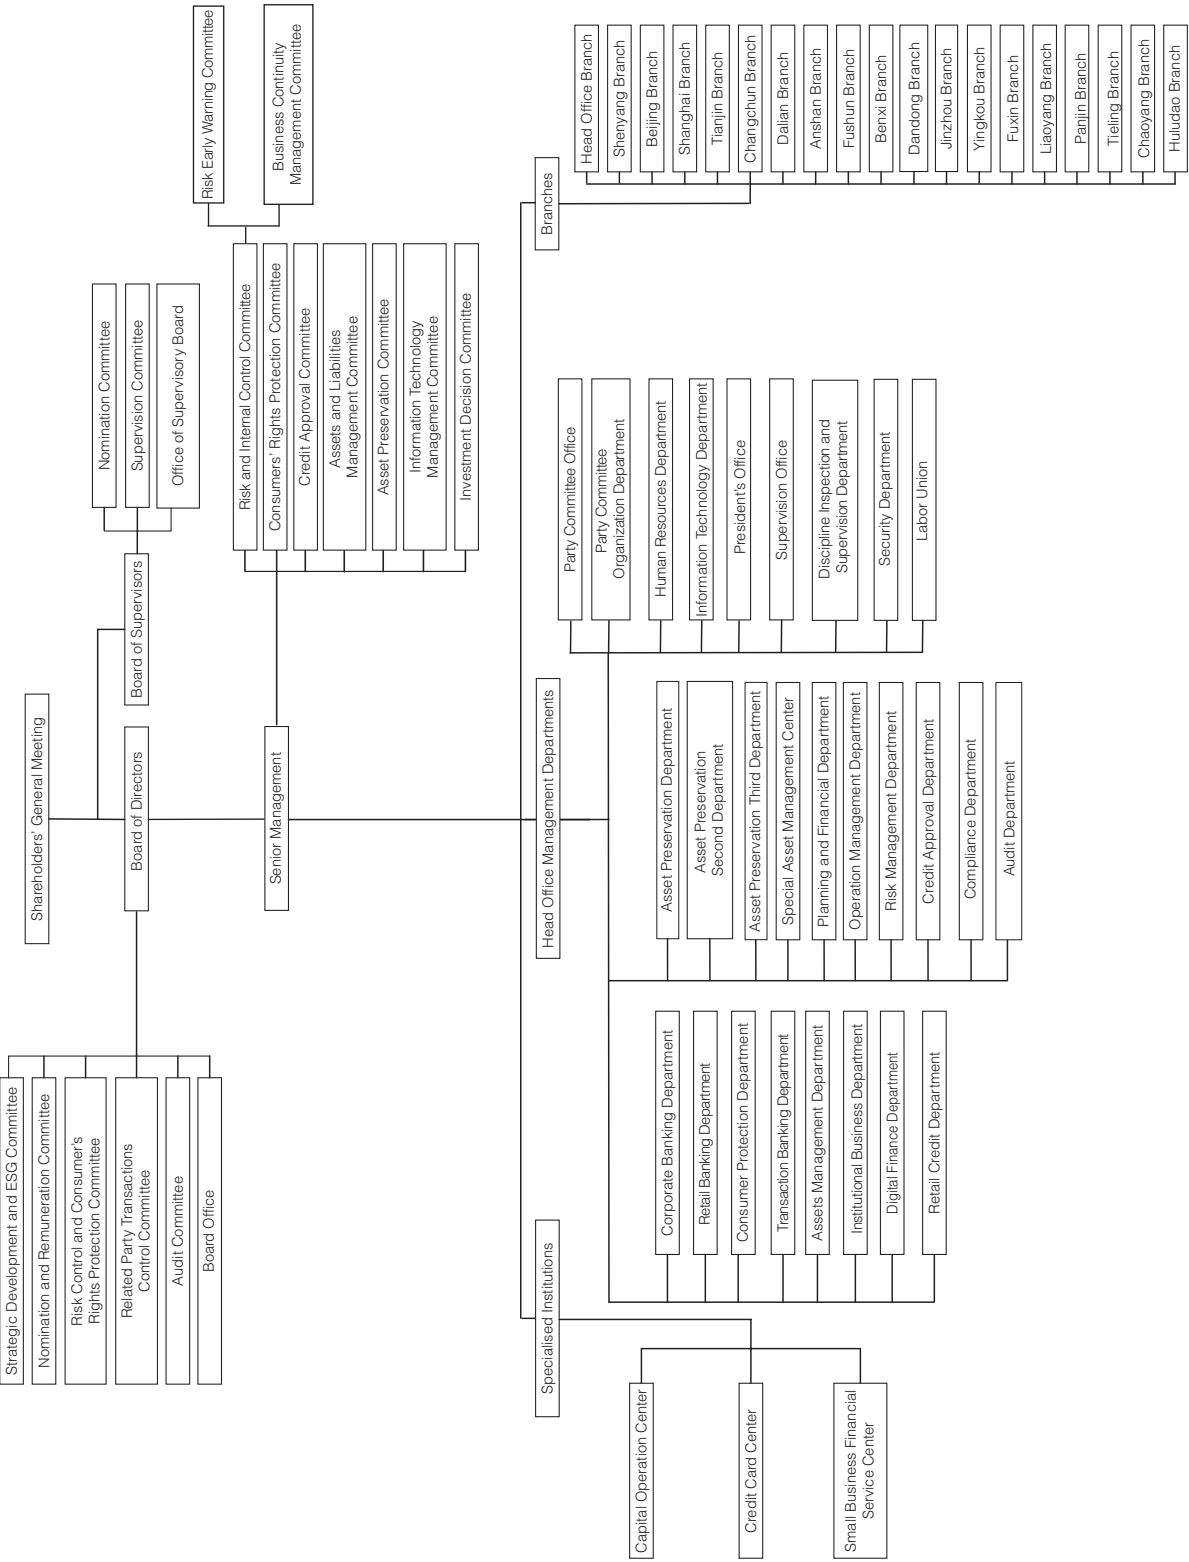 Shareholders' General Meeting
Board of Directors
Board of Supervisors
Strategic Development and ESG Committee
Nomination and Remuneration Committee
Risk Control and Consumer's
Rights Protection Committee
Related Party Transactions
Control Committee
Audit Committee
Board Office
Nomination Committee
Supervision Committee
Office of Supervisory Board
Senior Management
Risk and Internal Control Committee
Consumers' Rights Protection Committee
Credit Approval Committee
Assets and Liabilities
Management Committee
Asset Preservation Committee
Information Technology
Management Committee
Investment Decision Committee
Risk Early Warning Committee
Business Continuity
Management Committee
Specialised Institutions
Head Office Management Departments
Branches
Capital Operation Center
Credit Card Center
Small Business Financial
Service Center
Corporate Banking Department
Retail Banking Department
Consumer Protection Department
Transaction Banking Department
Assets Management Department
Institutional Business Department
Digital Finance Department
Retail Credit Department
Asset Preservation Department
Asset Preservation
Second Department
Asset Preservation Third Department
Special Asset Management Center
Planning and Financial Department
Operation Management Department
Risk Management Department
Credit Approval Department
Compliance Department
Audit Department
Party Committee Office
Party Committee
Organization Department
Human Resources Department
Information Technology Department
President's Office
Supervision Office
Discipline Inspection and
Supervision Department
Security Department
Labor Union
Head Office Branch
Shenyang Branch
Beijing Branch
Shanghai Branch
Tianjin Branch
Changchun Branch
Dalian Branch
Anshan Branch
Fushun Branch
Benxi Branch
Dandong Branch
Jinzhou Branch
Yingkou Branch
Fuxin Branch
Liaoyang Branch
Panjin Branch
Tieling Branch
Chaoyang Branch
Huludao Branch